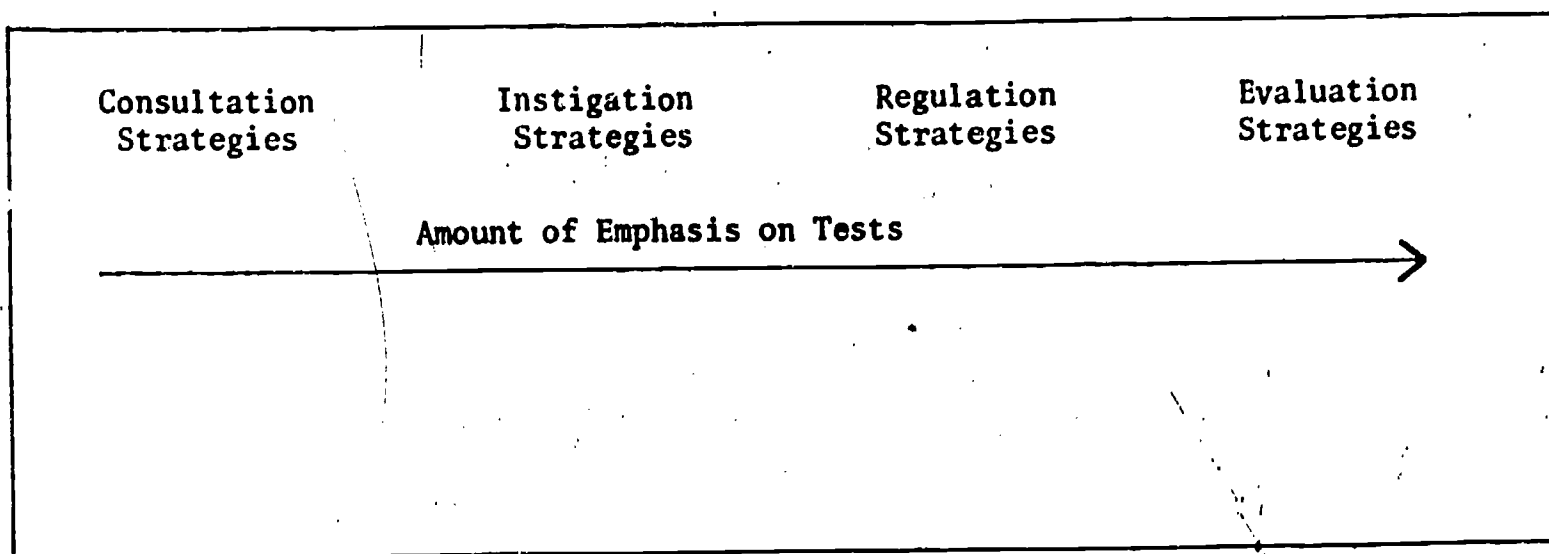 Consultation Instigation Regulation Evaluation
Strategies Strategies Strategies Strategies
Amount of Emphasis on Tests